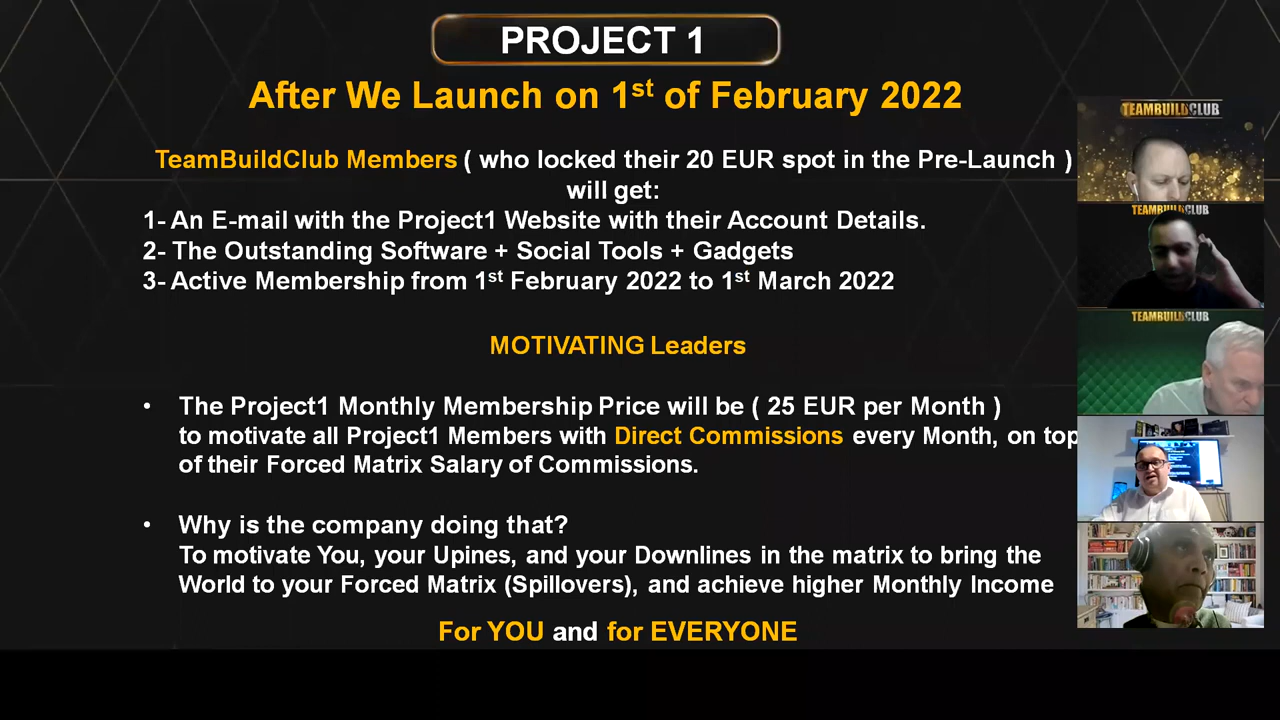 PROJECT 1
After We Launch on 1st of February 2022
TeamBuildClub Members ( who locked their 20 EUR spot in the Pre-Launch )
will get:
1- An E-mail with the Project1 Website with their Account Details.
2- The Outstanding Software + Social Tools + Gadgets
3- Active Membership from 1st February 2022 to 1st March 2022
MOTIVATING Leaders
• The Project1 Monthly Membership Price will be ( 25 EUR per Month )
to motivate all Project1 Members with Direct Commissions every Month, on top
of their Forced Matrix Salary of Commissions.
• Why is the company doing that?
To motivate You, your Upines, and your Downlines in the matrix to bring the
World to your Forced Matrix (Spillovers), and achieve higher Monthly Income
For YOU and for EVERYONE
TEAMBUILDCLUB
TEAMBUILDCLUB
TEAMBUILDCLUB